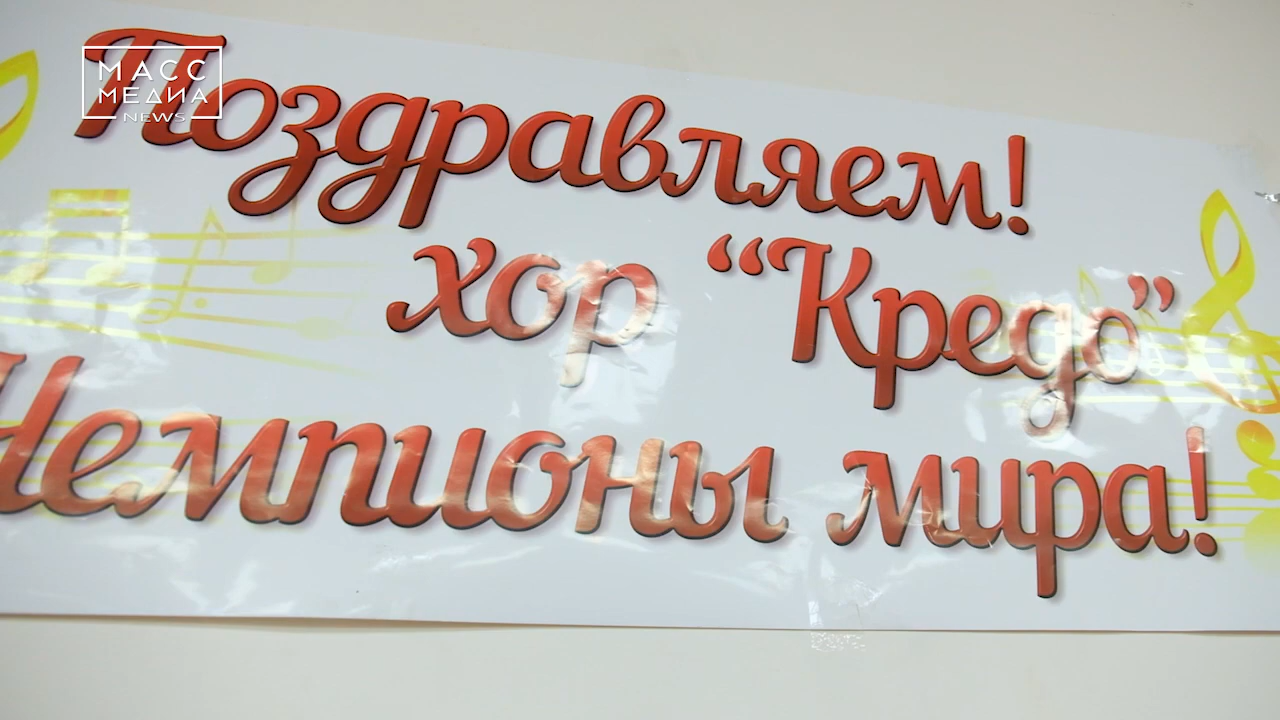 МАСС
МЕДИА
NEWS
Поздравляем!
хор “Кредо”
Чемпионы мира!